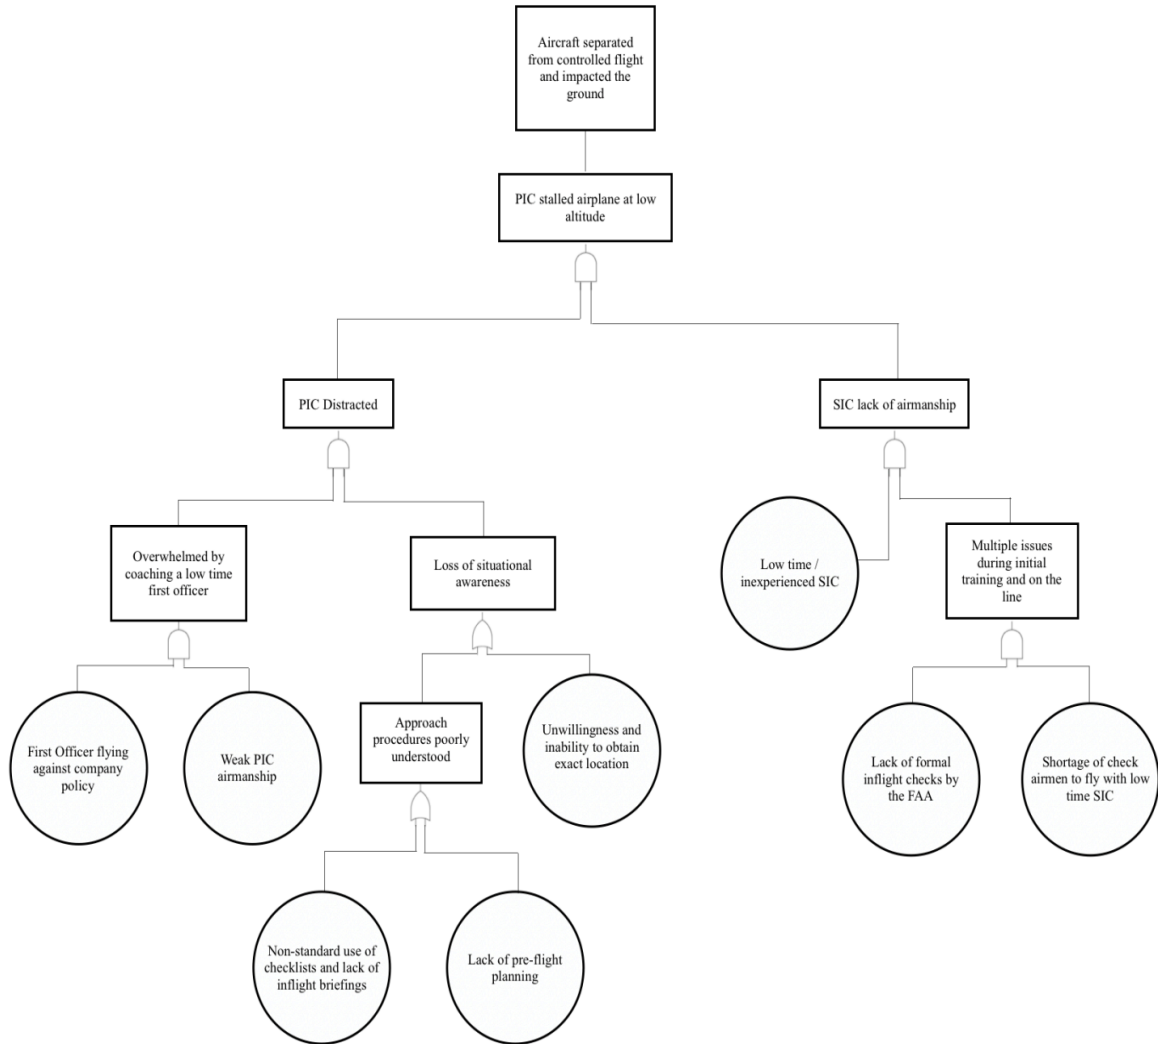 Aircraft separated
from controlled flight
and impacted the
ground
PIC stalled airplane at low
altitude
PIC Distracted
SIC lack of airmanship
Overwhelmed by
coaching a low time
first officer
Loss of situational
awareness
Low time /
inexperienced SIC
Multiple issues
during initial
training and on the
line
First Officer flying
against company
policy
Weak PIC
airmanship
Approach
procedures poorly
understood
Unwillingness and
inability to obtain
exact location
Lack of formal
inflight checks by
the FAA
Shortage of check
airmen to fly with low
time SIC
Non-standard use of
checklists and lack of
inflight briefings
Lack of pre-flight
planning